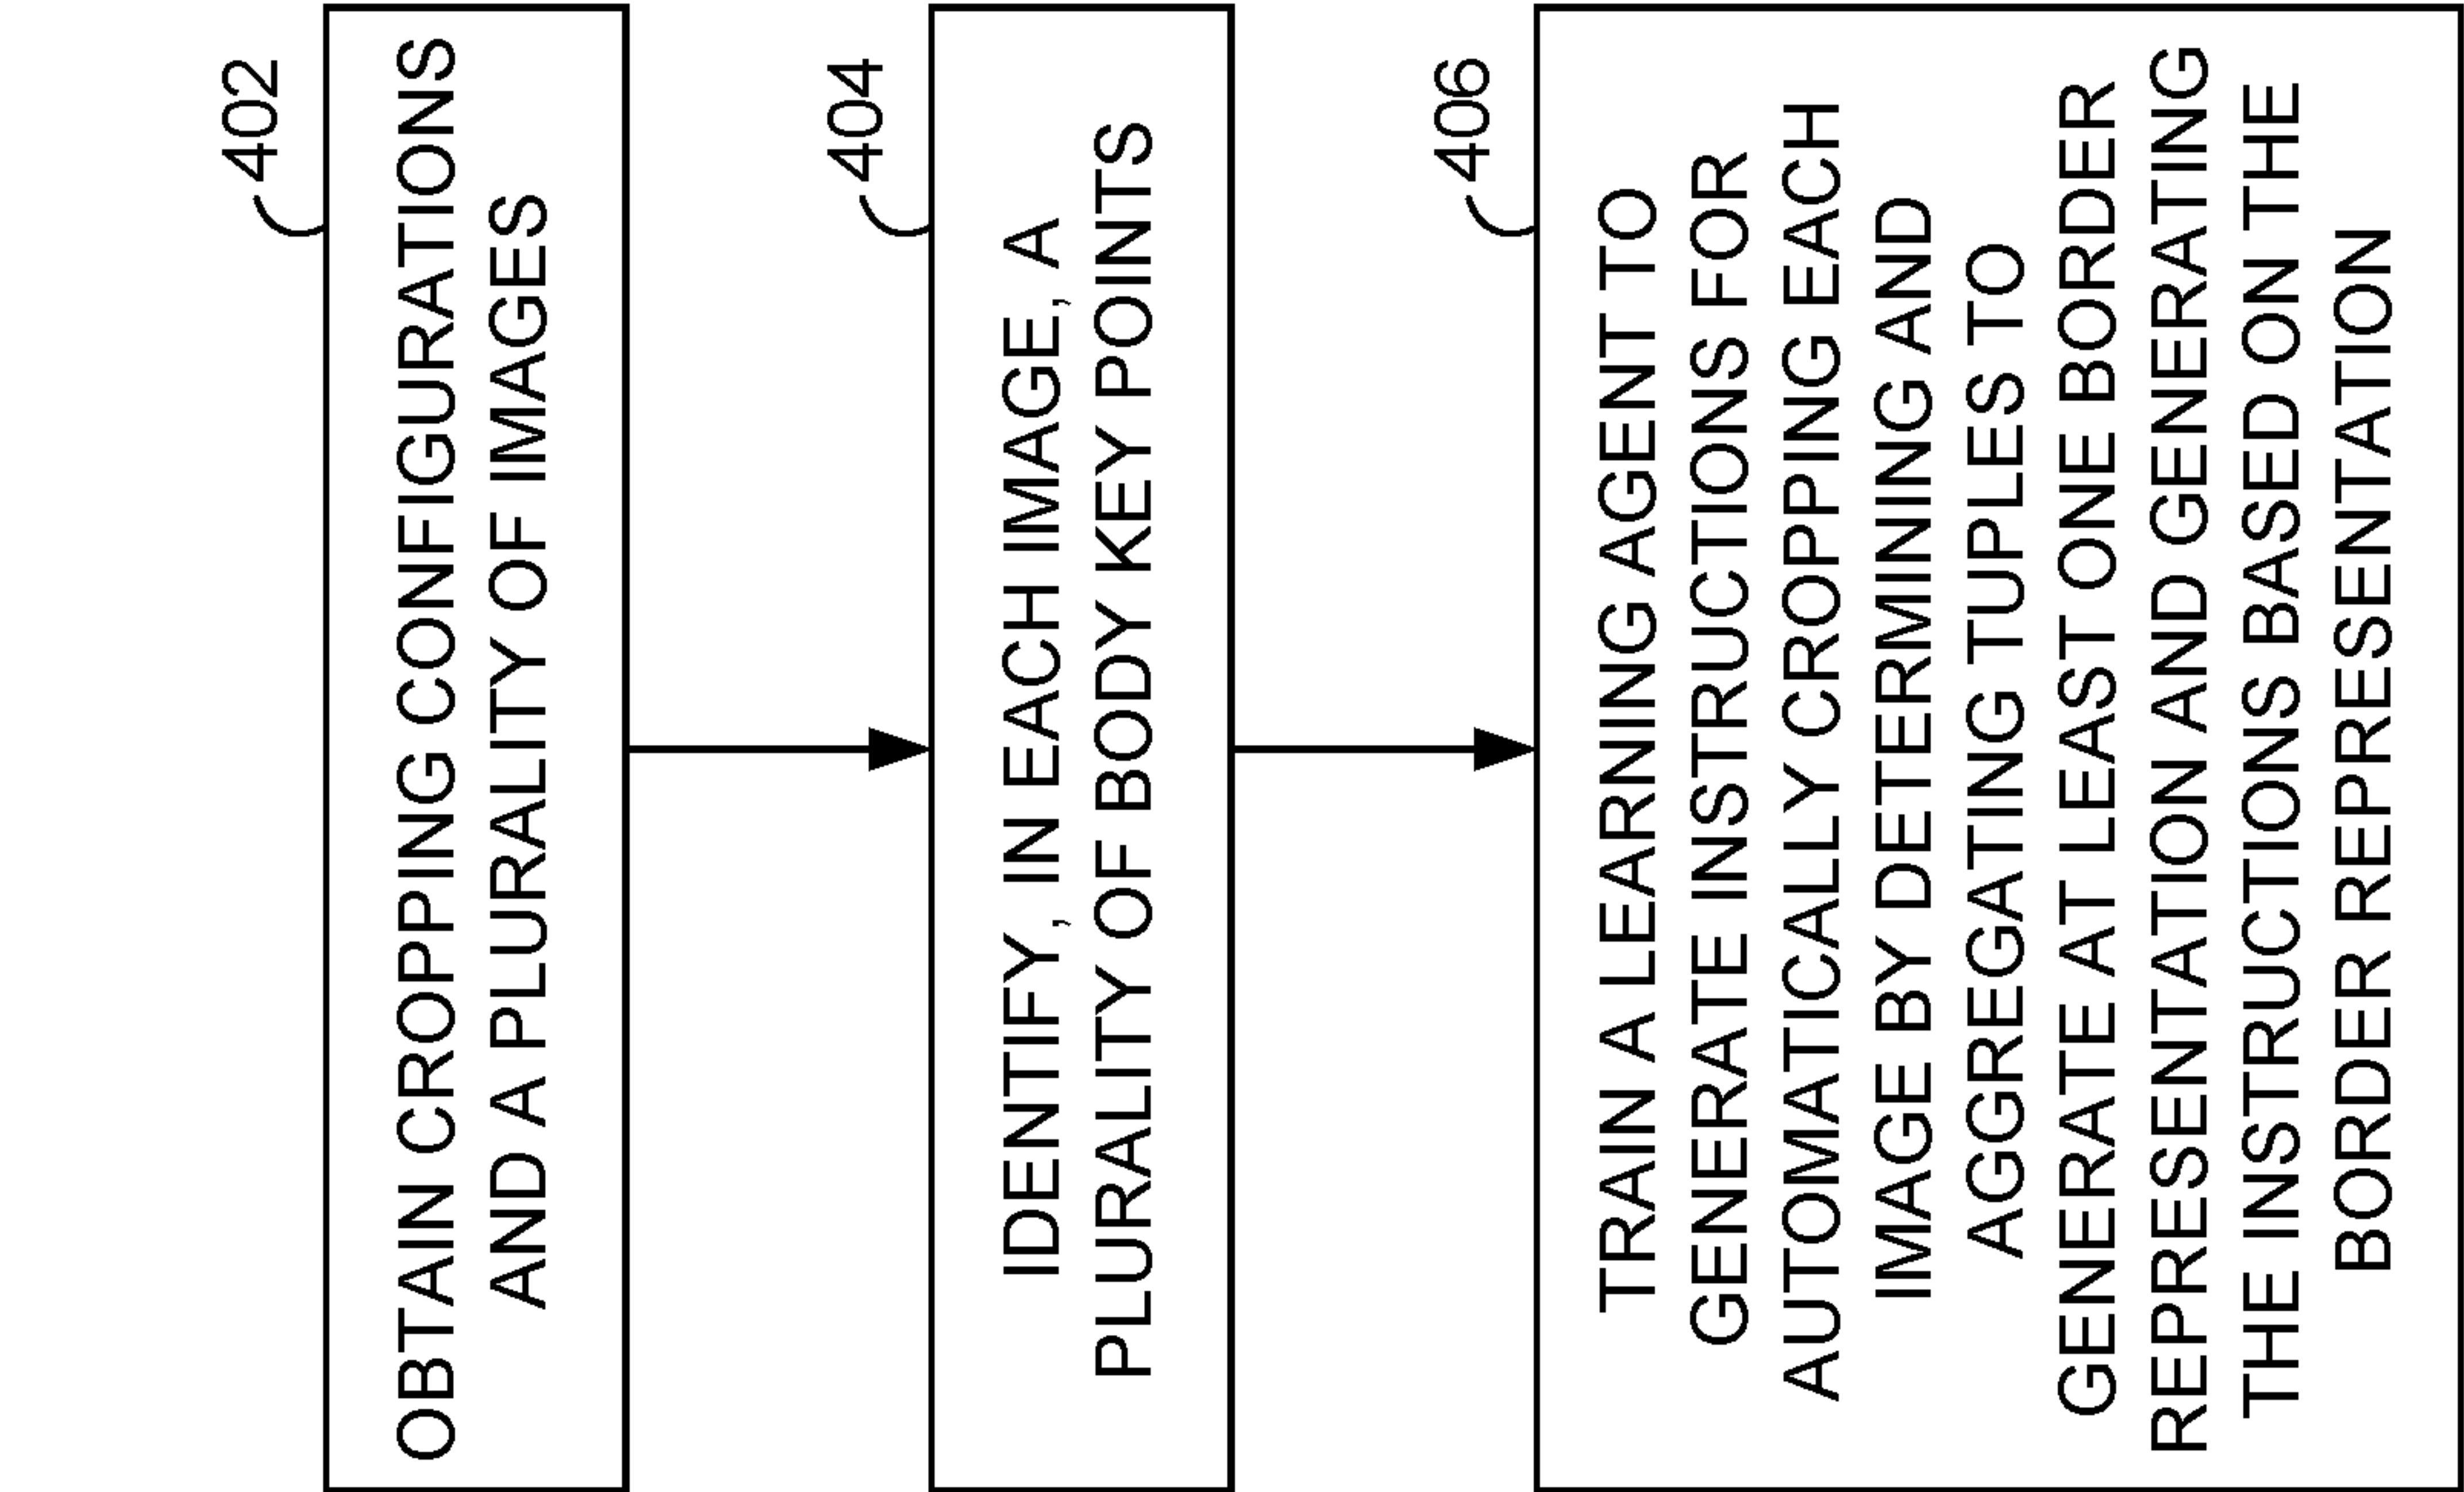 402
OBTAIN CROPPING CONFIGURATIONS
AND A PLURALITY OF IMAGES
404
IDENTIFY, IN EACH IMAGE, A
PLURALITY OF BODY KEY POINTS
406
TRAIN A LEARNING AGENT TO
GENERATE INSTRUCTIONS FOR
AUTOMATICALLY CROPPING EACH
IMAGE BY DETERMINING AND
AGGREGATING TUPLES TO
GENERATE AT LEAST ONE BORDER
REPRESENTATION AND GENERATING
THE INSTRUCTIONS BASED ON THE
BORDER REPRESENTATION